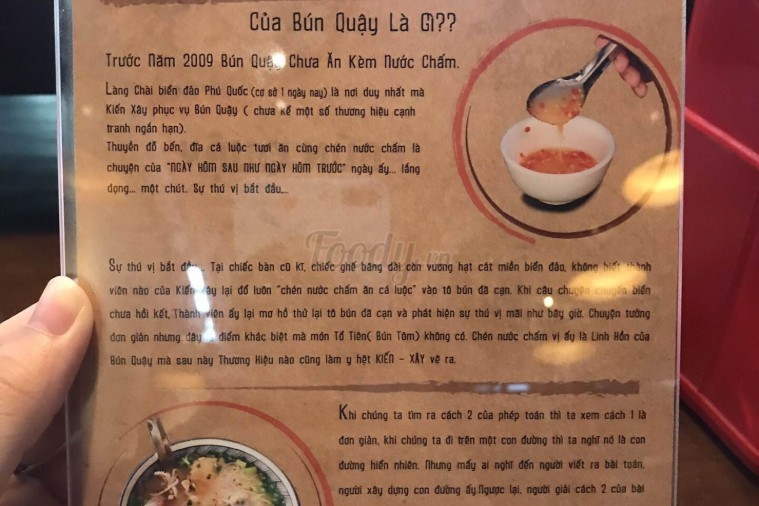 Của Bún Quậy Là Gì??
Trước Năm 2009 Bún Quậy Chưa Ăn Kèm Nước Chấm.
Làng Chài biển đảo Phú Quốc (cơ sở 1 ngày nay) là nơi duy nhất mà
Kiến Xây phục vụ Bún Quậy ( chưa kể một số thương hiệu cạnh
tranh ngắn hạn).
Thuyền đổ bến, đĩa cá luộc tươi ăn cùng chén nước chấm là
chuyện của "NGÀY HÔM SAU NHƯ NGÀY HÔM TRƯỚC" ngày ấy... lắng
đọng... một chút. Sự thú vị bắt đầu...
Foody.vn
Sự thú vị bắt đầu. Tại chiếc bàn cũ kĩ, chiếc ghế băng dài còn vương hạt cát miền biển đảo, không biết thành
viên nào của Kiến Xây lại đổ luôn "chén nước chấm ăn cá luộc" vào tô bún đã cạn. Khi câu chuyện biển
chưa hồi kết, Thành viên ấy lại mơ hồ thử lại tô bún đã cạn và phát hiện sự thú vị mãi như bây giờ. Chuyện tưởng
đơn giản nhưng đây là điểm khác biệt mà món Tổ Tiên( Bún Tôm) không có. Chén nước chấm vị ấy là Linh Hồn của
Bún Quậy mà sau này Thương Hiệu nào cũng làm y hệt KIẾN - XÂY vẽ ra.
Khi chúng ta tìm ra cách 2 của phép toán thì ta xem cách 1 là
đơn giản, khi chúng ta đi trên một con đường thì ta nghĩ nó là con
đường hiển nhiên. Nhưng mấy ai nghĩ đến người viết ra bài toán,
người xây dựng con đường ấy.Ngược lại, người giải cách 2 của bài